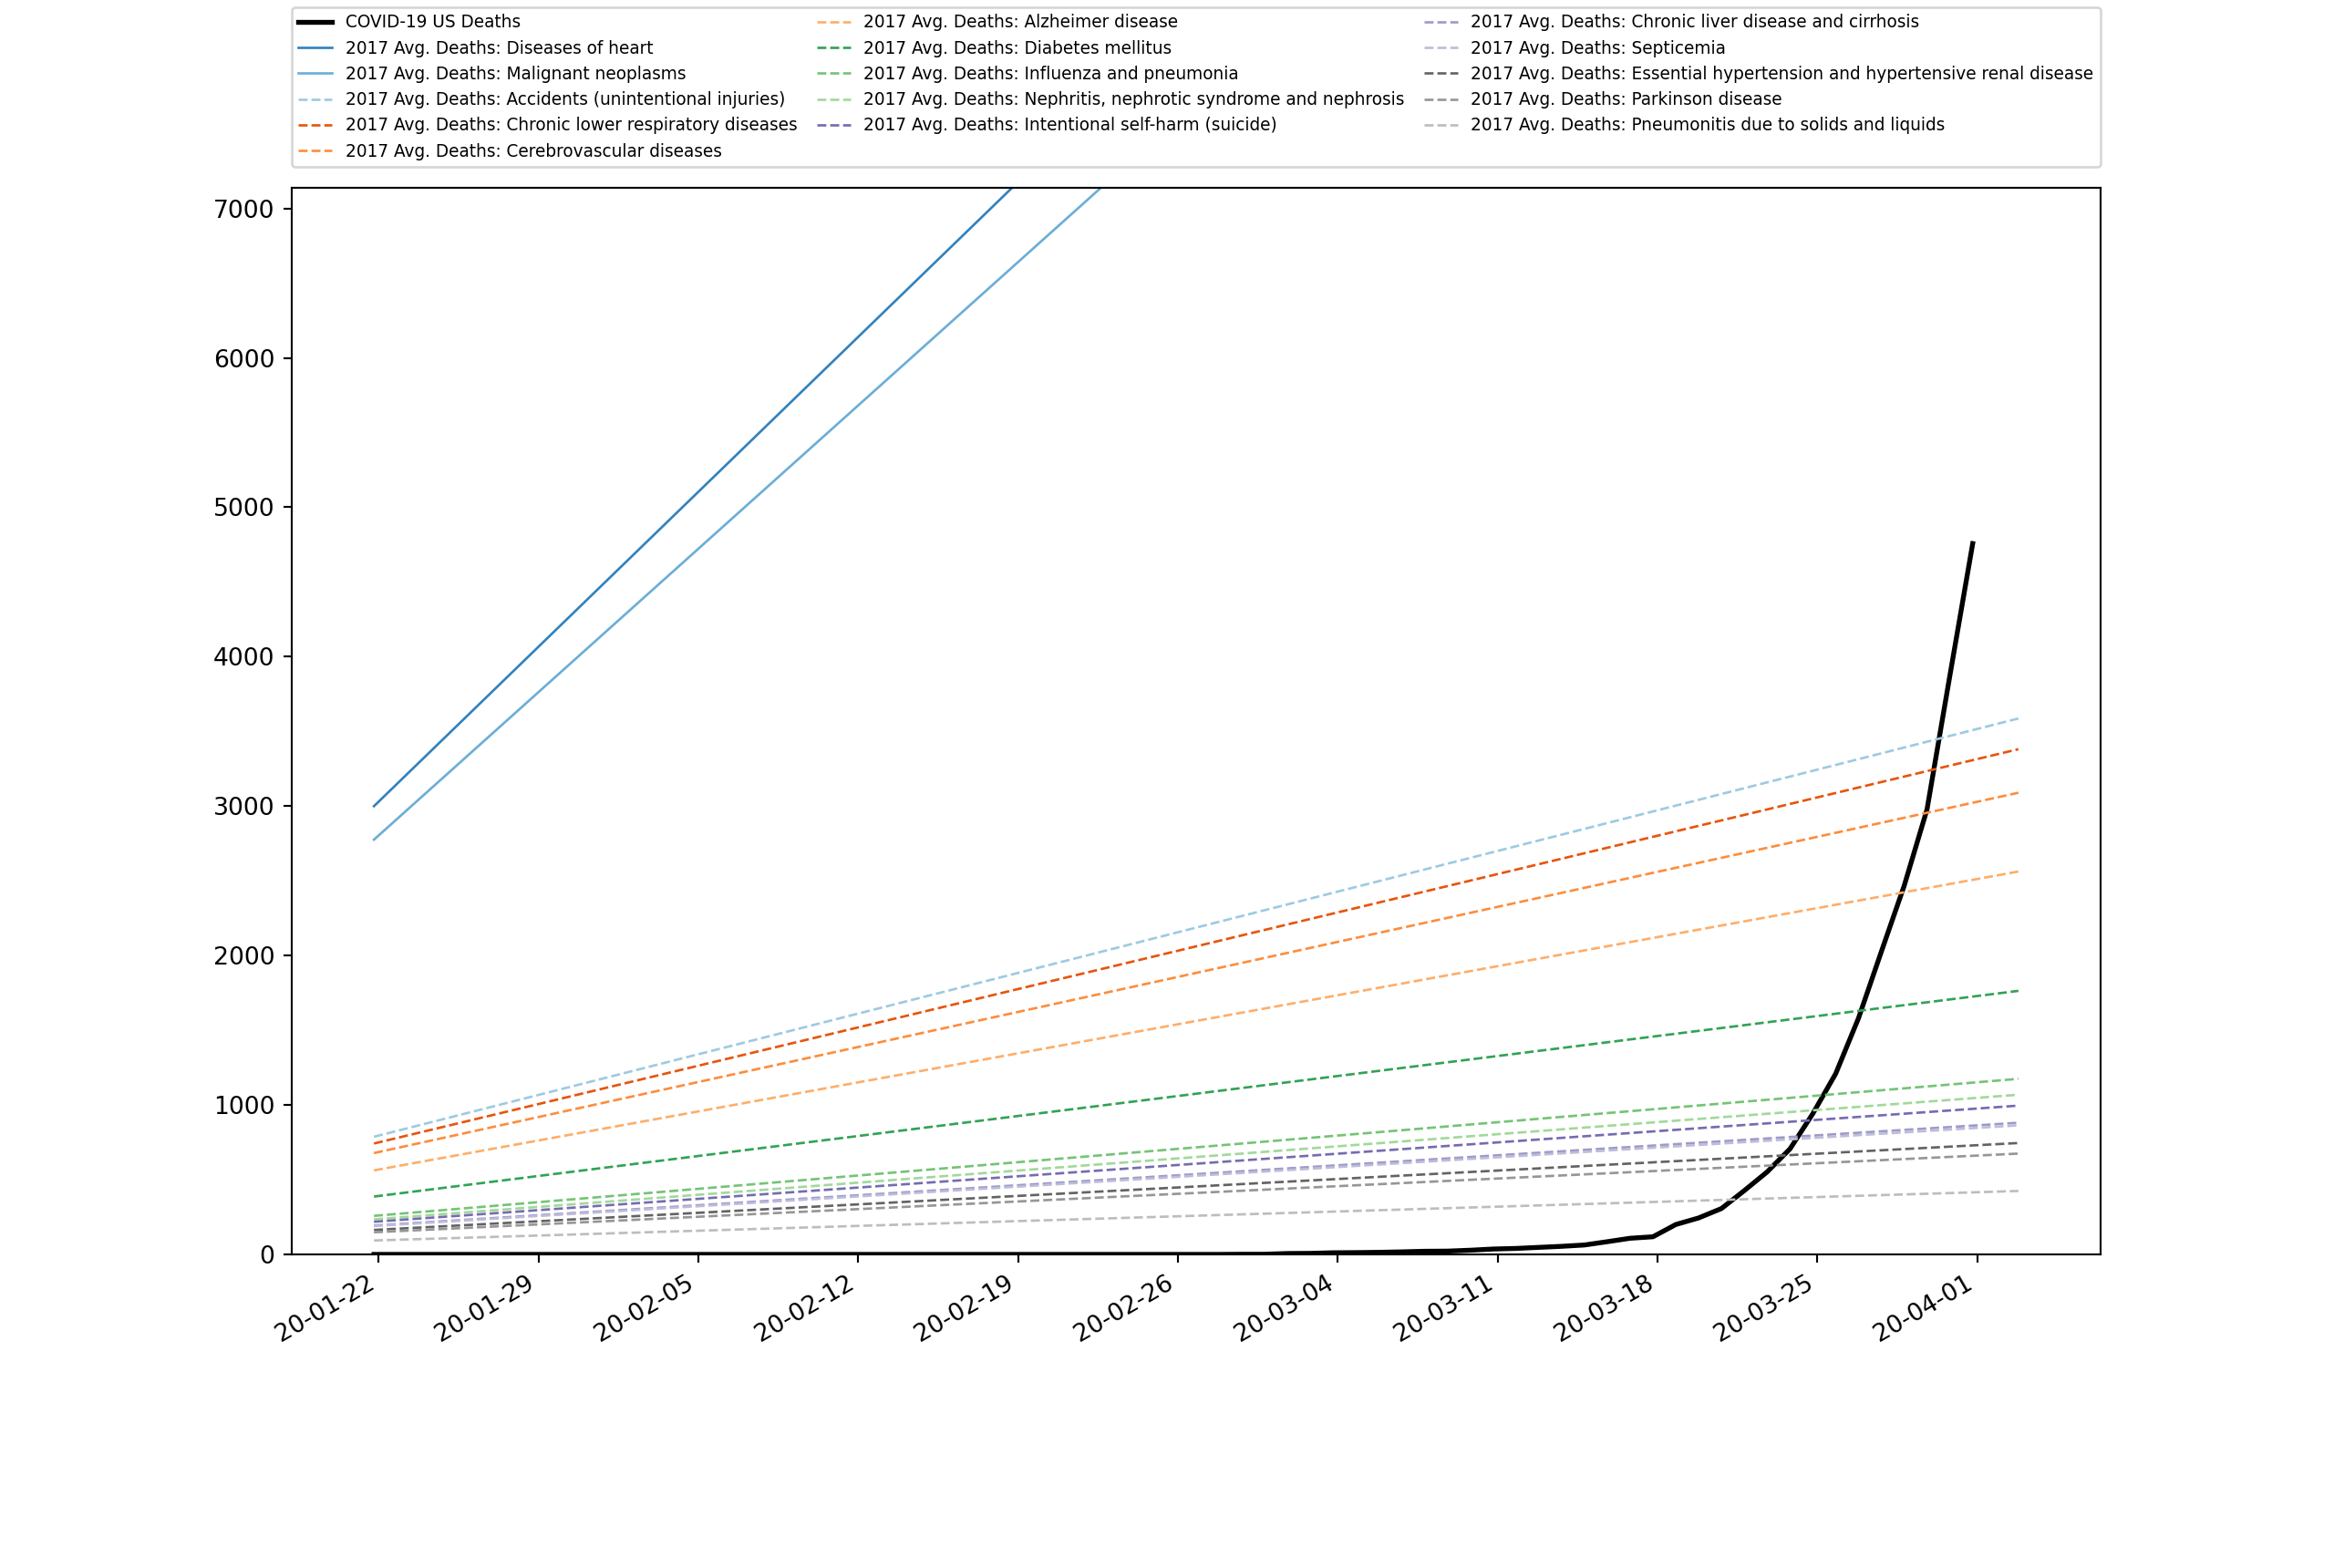 COVID-19 US Deaths
2017 Avg. Deaths: Diseases of heart
2017 Avg. Deaths: Malignant neoplasms
2017 Avg. Deaths: Accidents (unintentional injuries)
2017 Avg. Deaths: Chronic lower respiratory diseases
2017 Avg. Deaths: Cerebrovascular diseases
2017 Avg. Deaths: Alzheimer disease
2017 Avg. Deaths: Diabetes mellitus
2017 Avg. Deaths: Influenza and pneumonia
2017 Avg. Deaths: Nephritis, nephrotic syndrome and nephrosis
2017 Avg. Deaths: Intentional self-harm (suicide)
2017 Avg. Deaths: Chronic liver disease and cirrhosis
2017 Avg. Deaths: Septicemia
2017 Avg. Deaths: Essential hypertension and hypertensive renal disease
2017 Avg. Deaths: Parkinson disease
2017 Avg. Deaths: Pneumonitis due to solids and liquids
7000
6000
5000
4000
3000
2000
1000
0
20-01-22
20-01-29
20-02-05
20-02-12
20-02-19
20-02-26
20-03-04
20-03-11
20-03-18
20-03-25
20-04-01